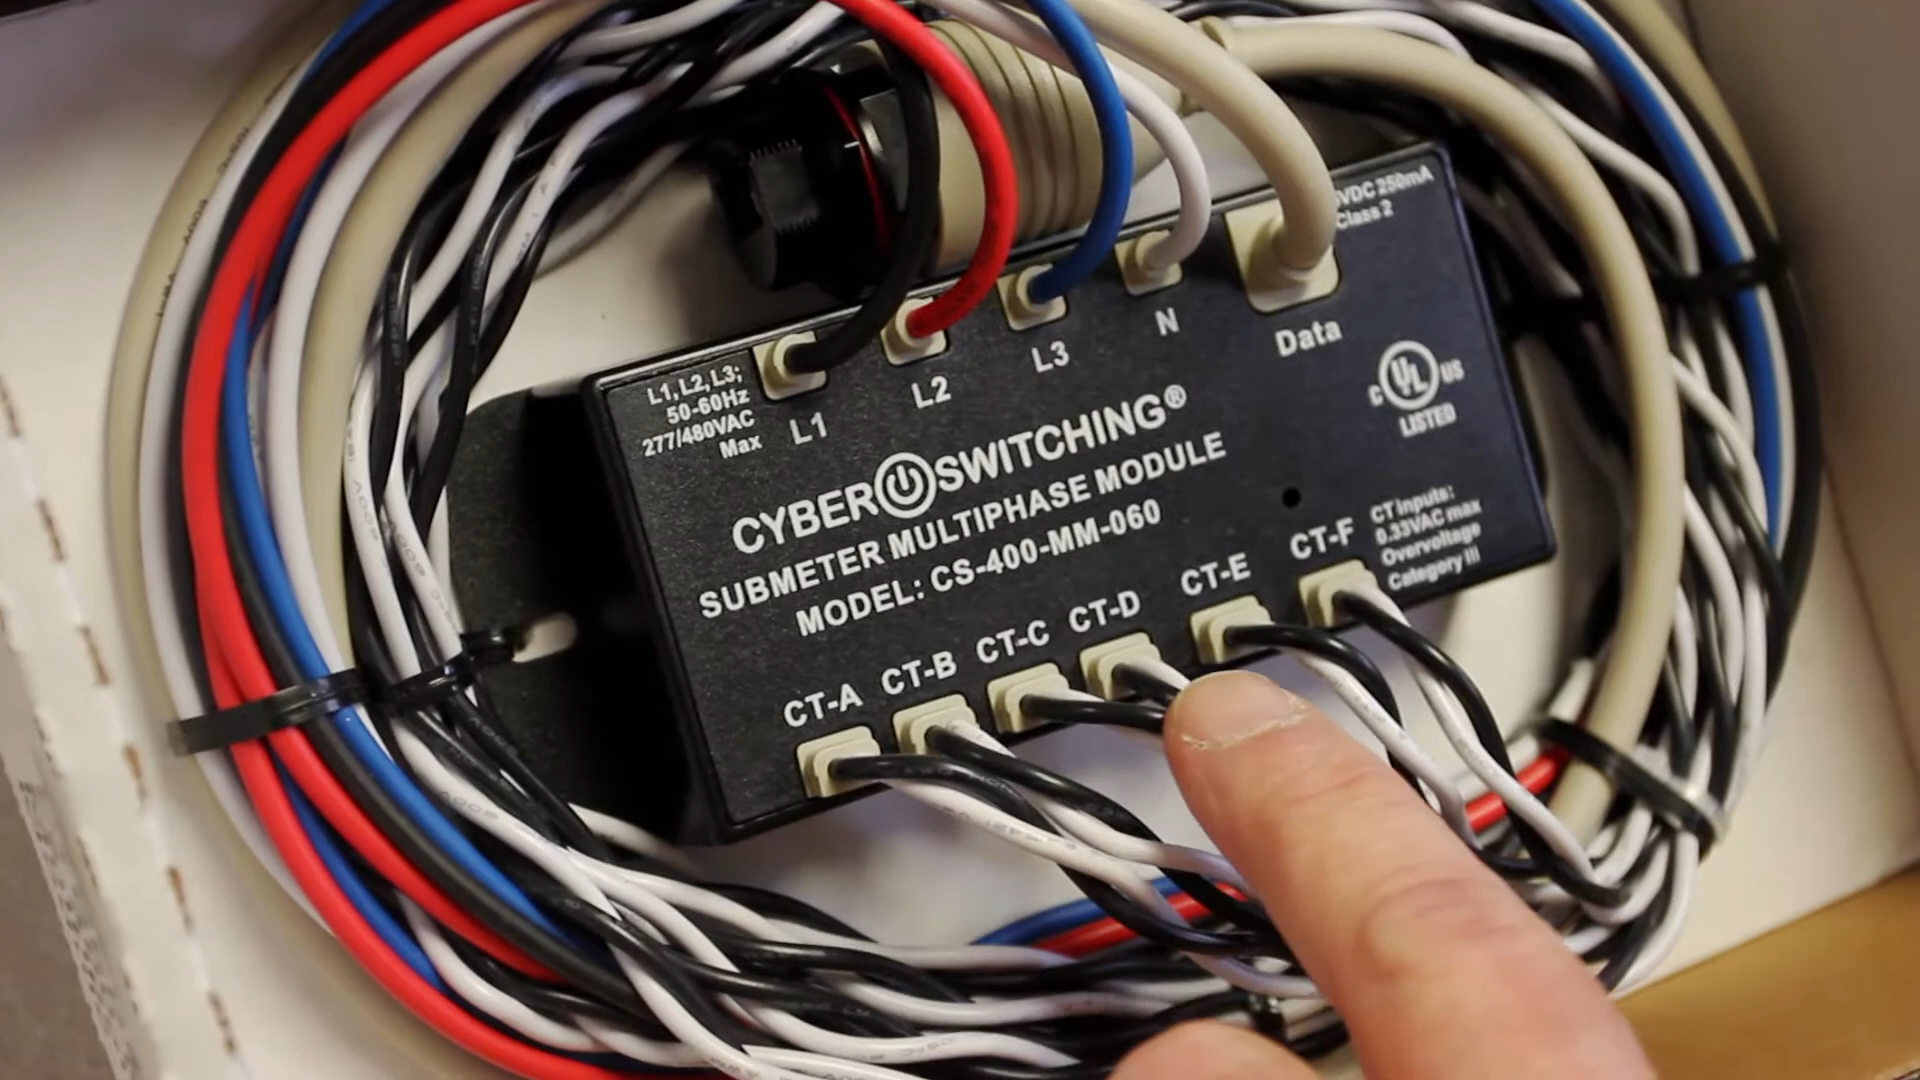 VDC 250mA
Class 2
L1, L2, L3;
50-60Hz
277/480VAC
Max
L1
L2
L3
N
Data
CYBER SWITCHING®
SUBMETER MULTIPHASE MODULE
MODEL: CS-400-MM-060
C UL US
LISTED
CT inputs:
0.33VAC max
Overvoltage
Category III
CT-A
CT-B
CT-C
CT-D
CT-E
CT-F